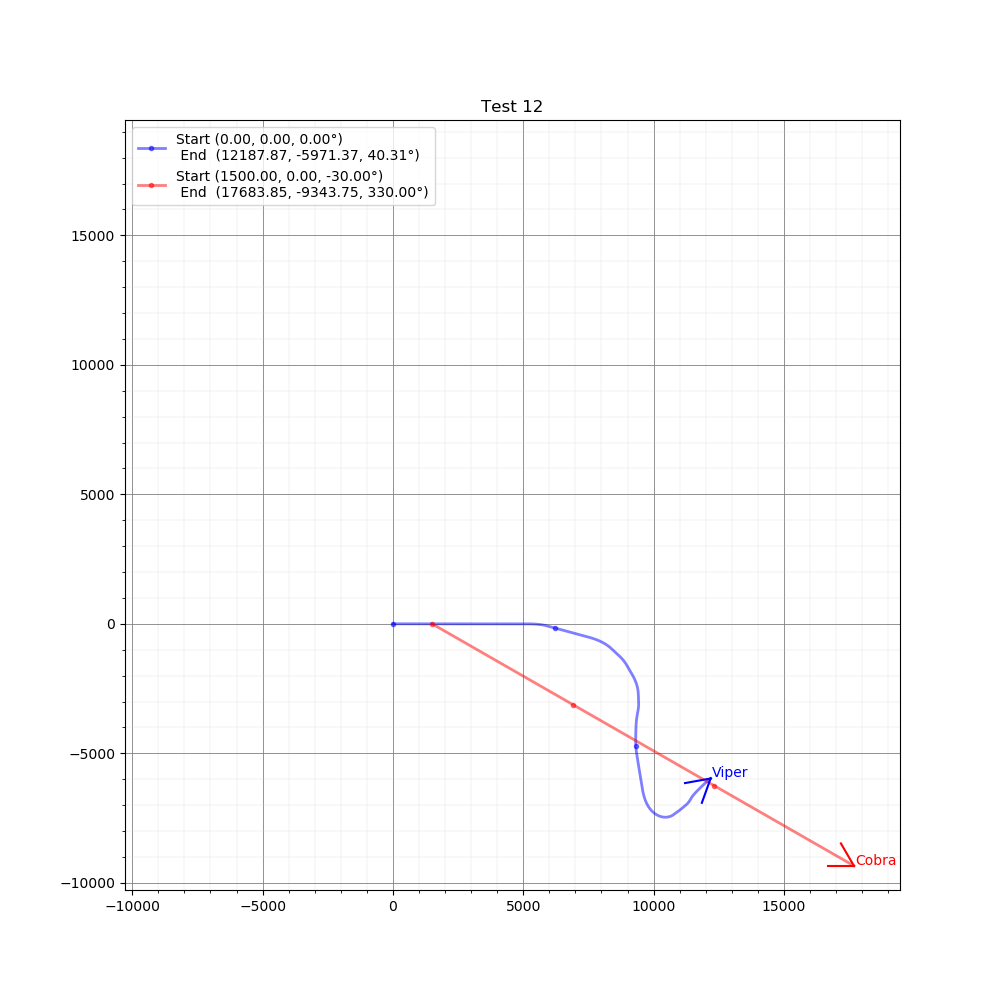 Test 12
Start (0.00, 0.00, 0.00°)
End (12187.87, -5971.37, 40.31°)
Start (1500.00, 0.00, -30.00°)
End (17683.85, -9343.75, 330.00°)
15000
10000
5000
0
−5000
−10000
Viper
Cobra
−10000 −5000 0 5000 10000 15000